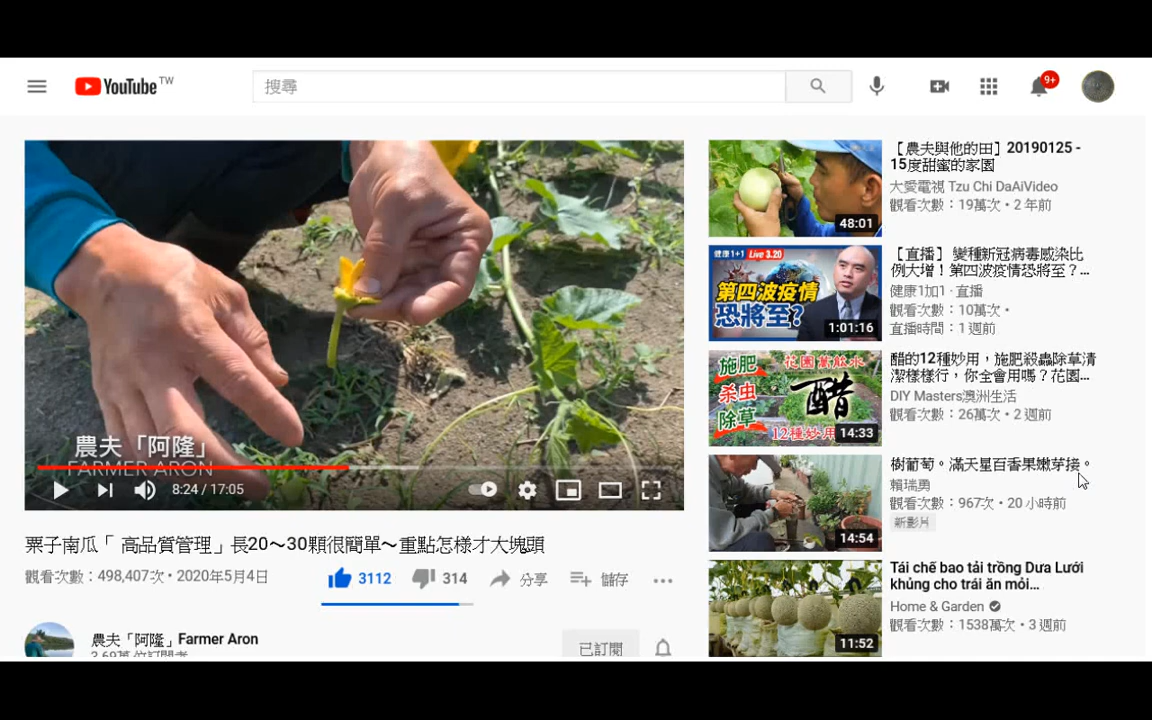 YouTube TW
搜尋
9+
農夫「阿隆」
FARMER ARON
8:24 / 17:05
栗子南瓜「 高品質管理」長20～30顆很簡單～重點怎樣才大塊頭
觀看次數：498,407次 • 2020年5月4日
3112
314
分享
儲存
農夫「阿隆」Farmer Aron
3.69萬 位訂閱者
已訂閱
48:01
【農夫與他的田】20190125 -
15度甜蜜的家園
大愛電視 Tzu Chi DaAiVideo
觀看次數：19萬次 • 2 年前
健康1+1 Live 3.20
第四波疫情
恐將至?
1:01:16
【直播】 變種新冠病毒感染比
例大增！第四波疫情恐將至？...
健康1加1 · 直播
觀看次數：10萬次 •
直播時間：1 週前
施肥
杀虫
除草
花園萬能水
醋
12種妙用
14:33
醋的12種妙用，施肥殺蟲除草清
潔樣樣行，你全會用嗎？花園...
DIY Masters澳洲生活
觀看次數：26萬次 • 2 週前
14:54
樹葡萄。滿天星百香果嫩芽接。
賴瑞勇
觀看次數：967次 • 20 小時前
新影片
11:52
Tái chế bao tải trồng Dưa Lưới
khủng cho trái ăn mỏi...
Home & Garden
觀看次數：1538萬次 • 3 週前